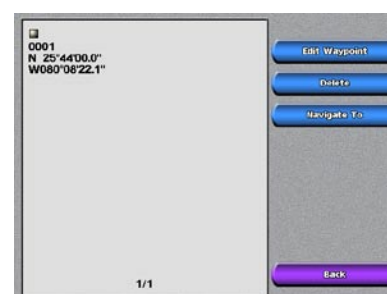 0001
N 25°44'00.0"
W080°08'22.1"
1/1
Edit Waypoint
Delete
Navigate To
Back